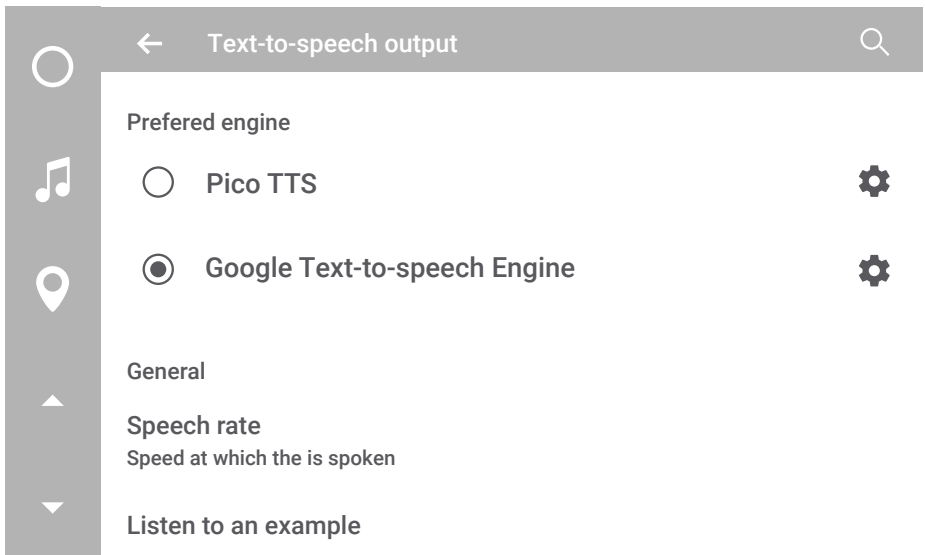 Text-to-speech output
Prefered engine
Pico TTS
Google Text-to-speech Engine
General
Speech rate
Speed at which the is spoken
Listen to an example